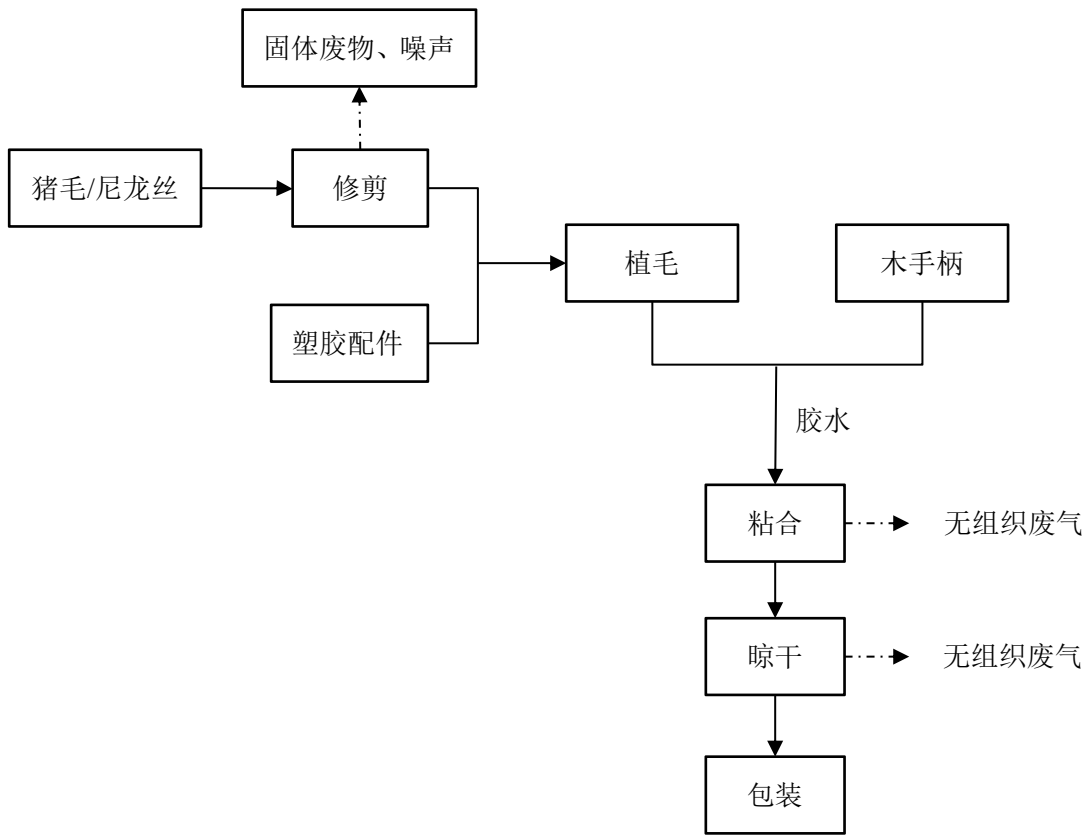 固体废物、噪声
猪毛/尼龙丝
修剪
植毛
木手柄
塑胶配件
胶水
粘合
无组织废气
晾干
无组织废气
包装